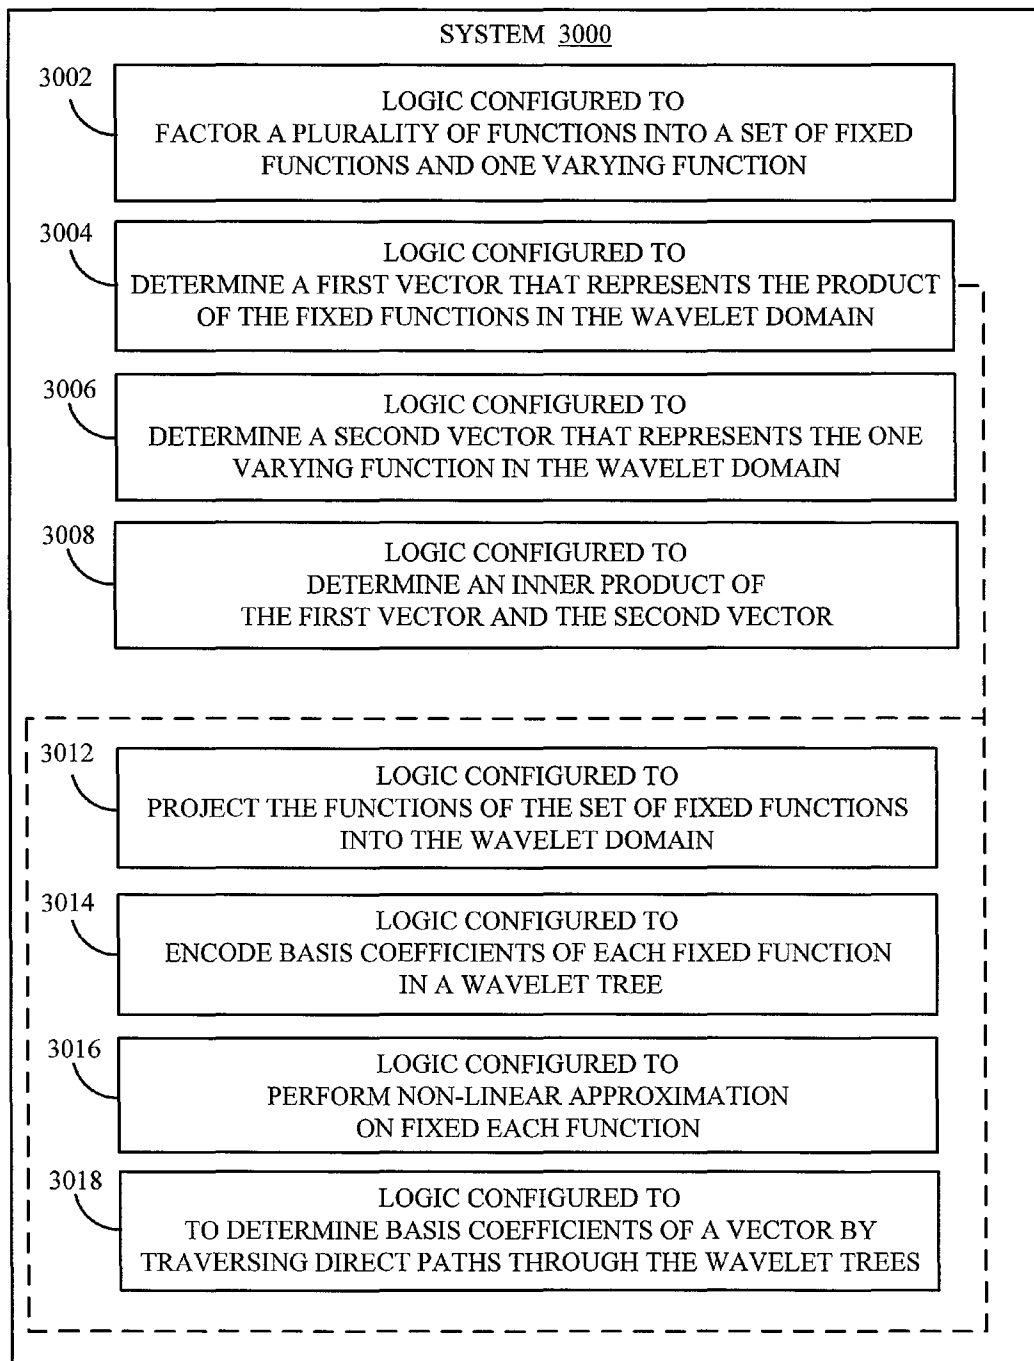 SYSTEM 3000
3002
LOGIC CONFIGURED TO
FACTOR A PLURALITY OF FUNCTIONS INTO A SET OF FIXED
FUNCTIONS AND ONE VARYING FUNCTION
3004
LOGIC CONFIGURED TO
DETERMINE A FIRST VECTOR THAT REPRESENTS THE PRODUCT
OF THE FIXED FUNCTIONS IN THE WAVELET DOMAIN
3006
LOGIC CONFIGURED TO
DETERMINE A SECOND VECTOR THAT REPRESENTS THE ONE
VARYING FUNCTION IN THE WAVELET DOMAIN
3008
LOGIC CONFIGURED TO
DETERMINE AN INNER PRODUCT OF
THE FIRST VECTOR AND THE SECOND VECTOR
3012
LOGIC CONFIGURED TO
PROJECT THE FUNCTIONS OF THE SET OF FIXED FUNCTIONS
INTO THE WAVELET DOMAIN
3014
LOGIC CONFIGURED TO
ENCODE BASIS COEFFICIENTS OF EACH FIXED FUNCTION
IN A WAVELET TREE
3016
LOGIC CONFIGURED TO
PERFORM NON-LINEAR APPROXIMATION
ON FIXED EACH FUNCTION
3018
LOGIC CONFIGURED TO
TO DETERMINE BASIS COEFFICIENTS OF A VECTOR BY
TRAVERSING DIRECT PATHS THROUGH THE WAVELET TREES